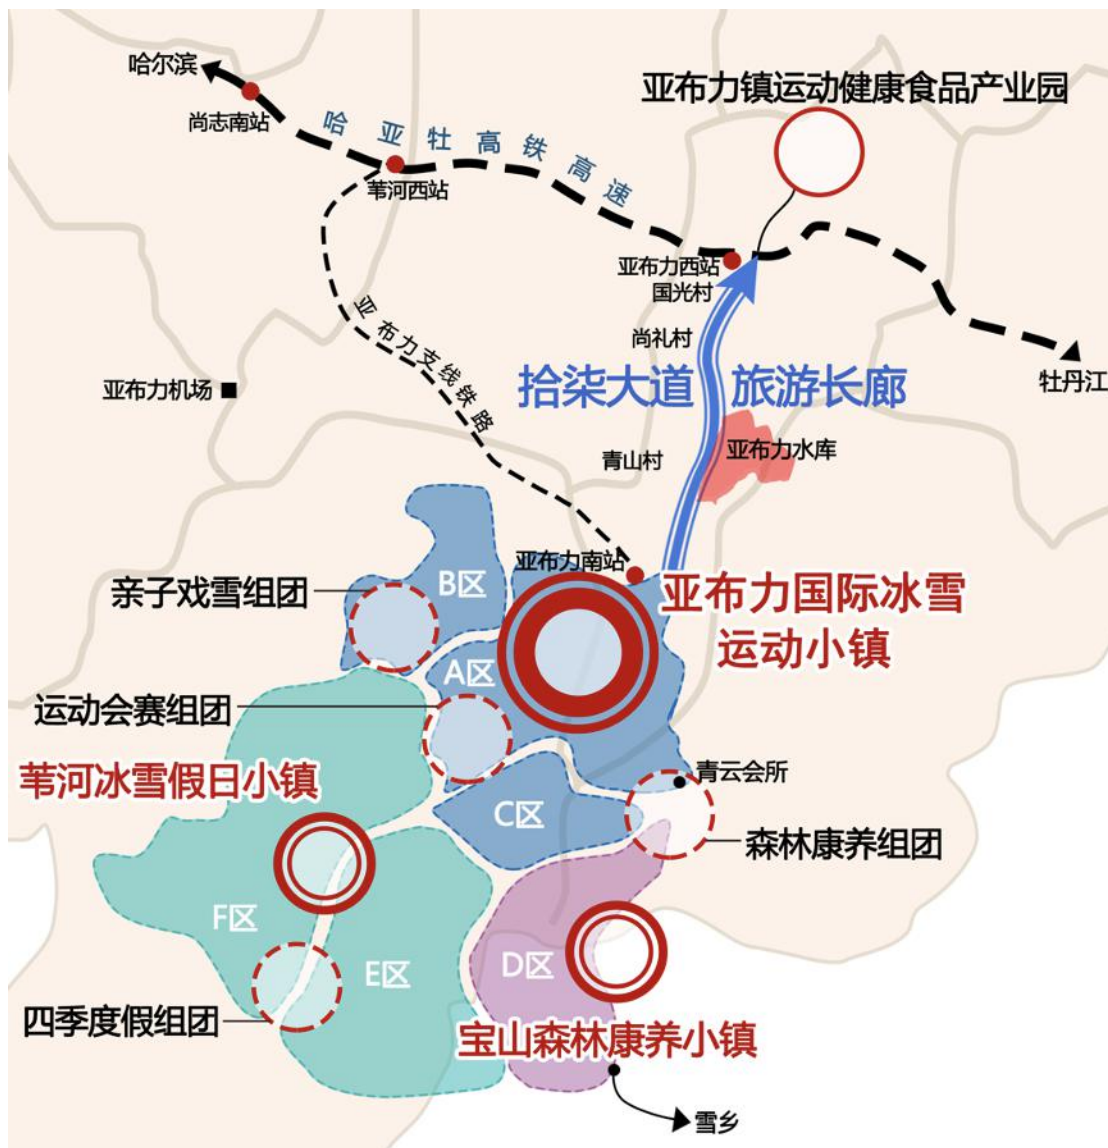 哈尔滨
尚志南站
哈亚牡高铁高速
苇河西站
亚布力镇运动健康食品产业园
亚布力西站
国光村
尚礼村
亚布力支线铁路
亚布力机场
拾柒大道 旅游长廊
牡丹江
亚布力水库
青山村
亚布力南站
亲子戏雪组团
B区
亚布力国际冰雪
运动小镇
A区
运动会赛组团
苇河冰雪假日小镇
青云会所
C区
森林康养组团
F区
E区
D区
四季度假组团
宝山森林康养小镇
雪乡